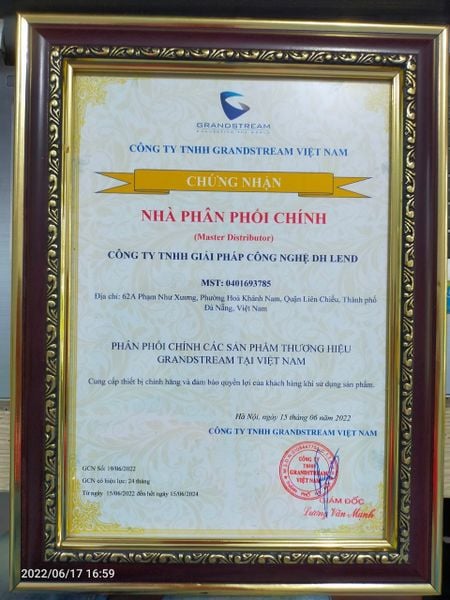 GRANDSTREAM
CÔNG TY TNHH GRANDSTREAM VIỆT NAM
CHỨNG NHẬN
NHÀ PHÂN PHỐI CHÍNH
(Master Distributor)
CÔNG TY TNHH GIẢI PHÁP CÔNG NGHỆ DH LEND
MST: 0401693785
Địa chỉ: 62A Phạm Như Xương, Phường Hoà Khánh Nam, Quận Liên Chiểu, Thành phố
Đà Nẵng, Việt Nam
PHÂN PHỐI CHÍNH CÁC SẢN PHẨM THƯƠNG HIỆU
GRANDSTREAM TẠI VIỆT NAM
Cung cấp thiết bị chính hãng và đảm bảo quyền lợi của khách hàng khi sử dụng sản phẩm.
Hà Nội, ngày 15 tháng 06 năm 2022
CÔNG TY TNHH GRANDSTREAM VIỆT NAM
GCN Số: 19/06/2022
GCN có hiệu lực: 24 tháng
Từ ngày 15/06/2022 đến hết ngày 15/06/2024
CÔNG TY
TNHH
GRANDSTREAM
VIỆT NAM
GIÁM ĐỐC
Lương Văn Mạnh
2022/06/17 16:59